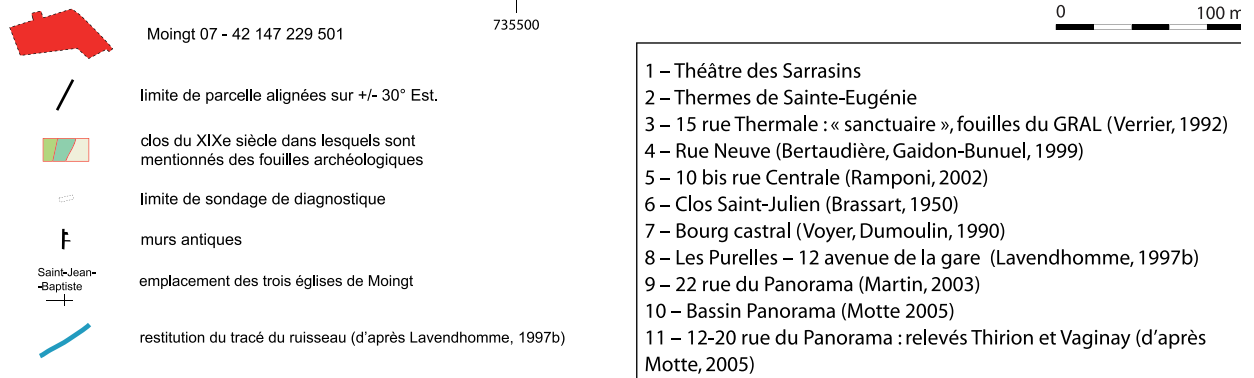 Moingt 07 - 42 147 229 501
limite de parcelle alignées sur +/- 30° Est.
clos du XIXe siècle dans lesquels sont
mentionnés des fouilles archéologiques
limite de sondage de diagnostique
murs antiques
Saint-Jean-
-Baptiste
emplacement des trois églises de Moingt
restitution du tracé du ruisseau (d'après Lavendhomme, 1997b)
735500
0 100 m
1 – Théâtre des Sarrasins
2 – Thermes de Sainte-Eugénie
3 – 15 rue Thermale : « sanctuaire », fouilles du GRAL (Verrier, 1992)
4 – Rue Neuve (Bertaudière, Gaidon-Bunuel, 1999)
5 – 10 bis rue Centrale (Ramponi, 2002)
6 – Clos Saint-Julien (Brassart, 1950)
7 – Bourg castral (Voyer, Dumoulin, 1990)
8 – Les Purelles – 12 avenue de la gare (Lavendhomme, 1997b)
9 – 22 rue du Panorama (Martin, 2003)
10 – Bassin Panorama (Motte 2005)
11 – 12-20 rue du Panorama : relevés Thirion et Vaginay (d'après
Motte, 2005)